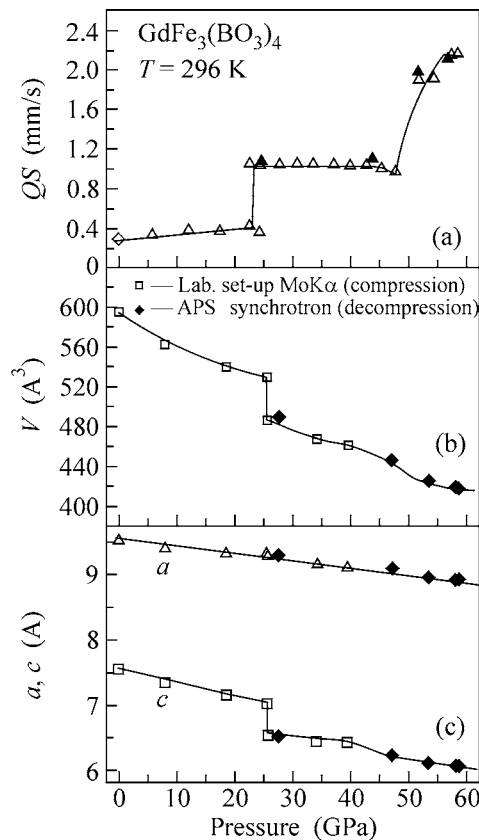 GdFe₃(BO₃)₄
T = 296 K
QS (mm/s)
2.4
2.0
1.6
1.2
0.8
0.4
0
(a)
Lab. set-up MoKα (compression)
APS synchrotron (decompression)
V (A³)
600
560
520
480
440
400
(b)
a, c (A)
9
8
7
6
a
c
(c)
0 10 20 30 40 50 60
Pressure (GPa)